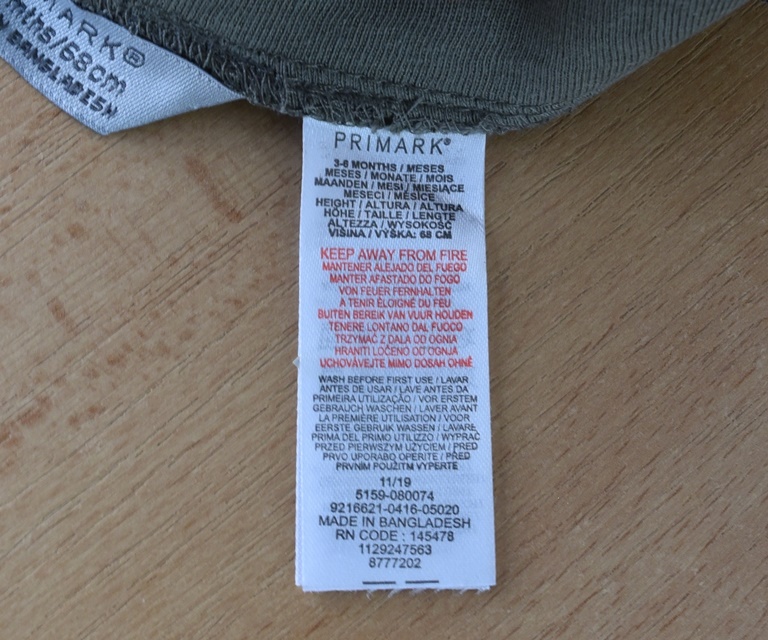 MARK®
nths/68cm
BANGLADESH
PRIMARK®
3-6 MONTHS / MESES
MESES / MONATE / MOIS
MAANDEN / MESI / MIESIĄCE
MESECI / MĚSÍCE
HEIGHT / ALTURA / ALTURA
HÖHE / TAILLE / LENGTE
ALTEZZA / WYSOKOŚĆ
VIŠINA / VÝŠKA: 68 CM
KEEP AWAY FROM FIRE
MANTENER ALEJADO DEL FUEGO
MANTER AFASTADO DO FOGO
VON FEUER FERNHALTEN
A TENIR ÉLOIGNÉ DU FEU
BUITEN BEREIK VAN VUUR HOUDEN
TENERE LONTANO DAL FUOCO
TRZYMAĆ Z DALA OD OGNIA
HRANITI LOČENO OD OGNJA
UCHOVÁVEJTE MIMO DOSAH OHNĚ
WASH BEFORE FIRST USE / LAVAR
ANTES DE USAR / LAVE ANTES DA
PRIMEIRA UTILIZAÇÃO / VOR ERSTEM
GEBRAUCH WASCHEN / LAVER AVANT
LA PREMIÈRE UTILISATION / VOOR
EERSTE GEBRUIK WASSEN / LAVARE
PRIMA DEL PRIMO UTILIZZO / WYPRAĆ
PRZED PIERWSZYM UŻYCIEM / PRED
PRVO UPORABO OPERITE / PŘED
PRVNÍM POUŽITÍM VYPERTE
11/19
5159-080074
9216621-0416-05020
MADE IN BANGLADESH
RN CODE : 145478
1129247563
8777202